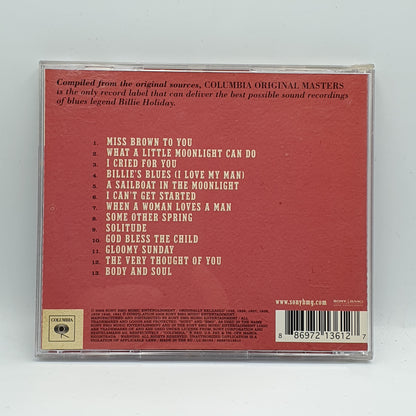 Compiled from the original sources, COLUMBIA ORIGINAL MASTERS
is the only record label that can deliver the best possible sound recordings
of blues legend Billie Holiday.
1. MISS BROWN TO YOU
2. WHAT A LITTLE MOONLIGHT CAN DO
3. I CRIED FOR YOU
4. BILLIE'S BLUES (I LOVE MY MAN)
5. A SAILBOAT IN THE MOONLIGHT
6. I CAN'T GET STARTED
7. WHEN A WOMAN LOVES A MAN
8. SOME OTHER SPRING
9. SOLITUDE
10. GOD BLESS THE CHILD
11. GLOOMY SUNDAY
12. THE VERY THOUGHT OF YOU
13. BODY AND SOUL
www.sonybmg.com
SONY BMG
COLUMBIA
8 86972 13612 7